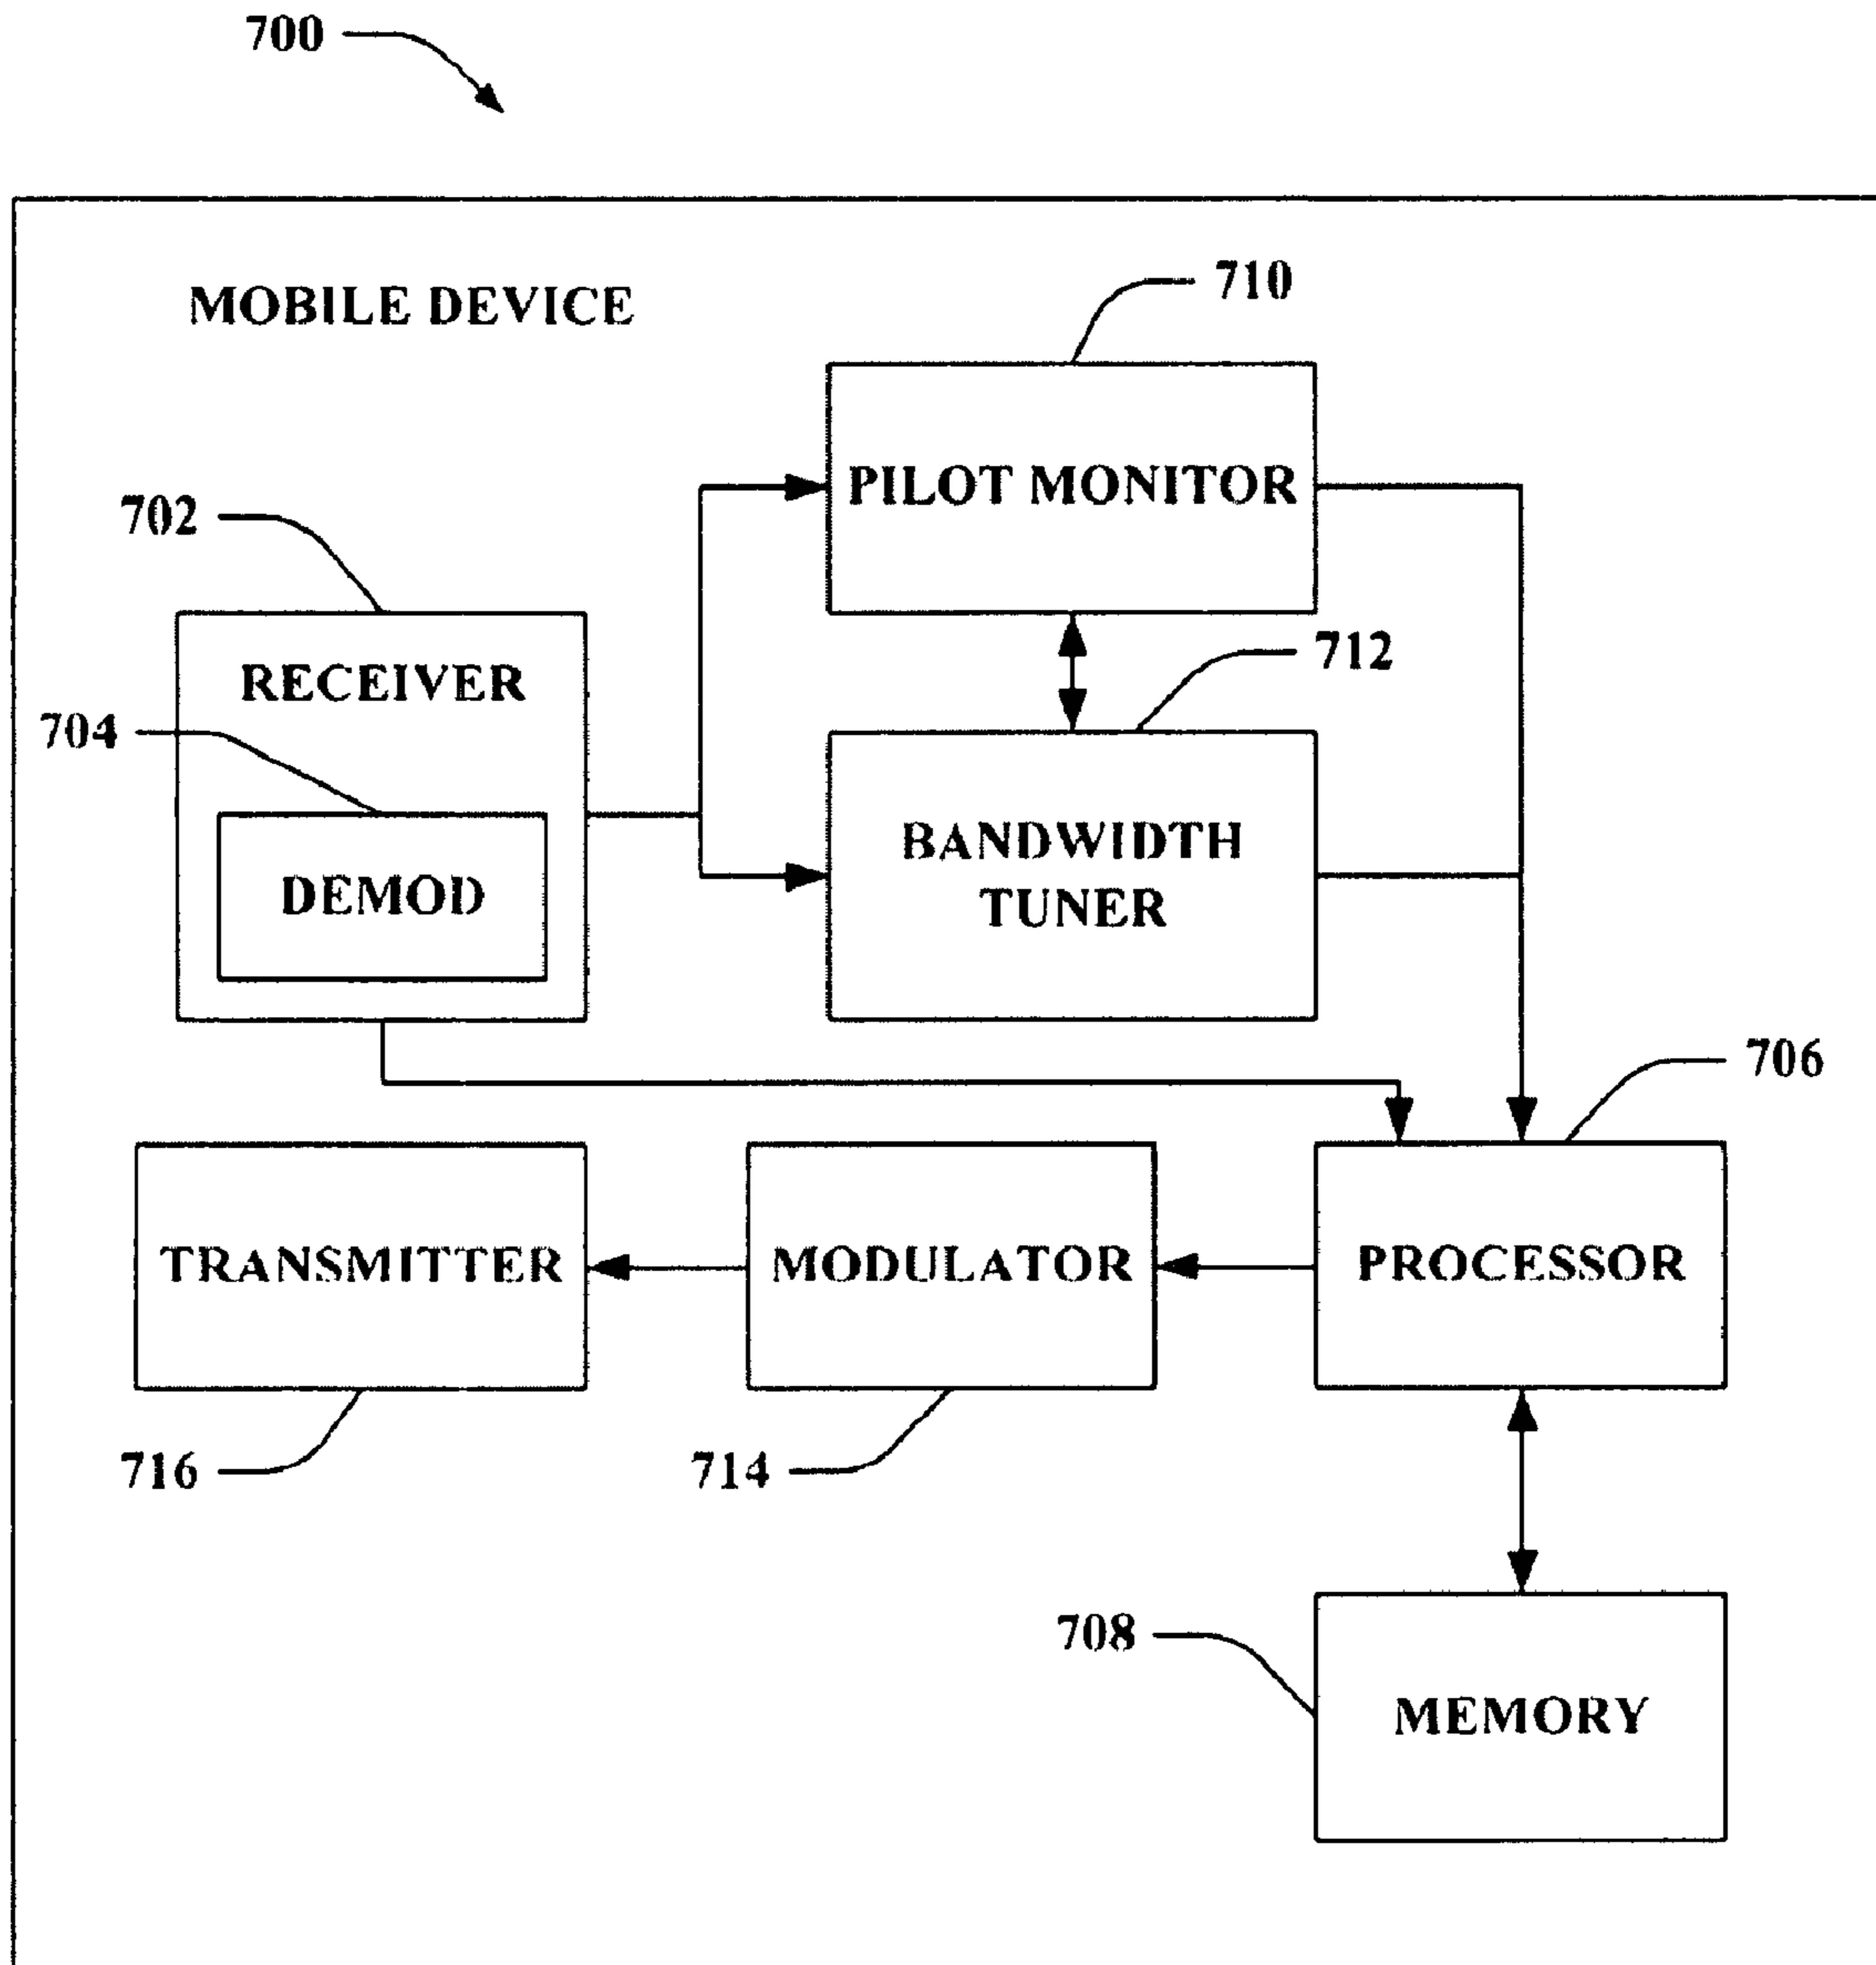 700
MOBILE DEVICE
710
PILOT MONITOR
702
712
RECEIVER
704
BANDWIDTH
TUNER
DEMOD
706
TRANSMITTER
MODULATOR
PROCESSOR
716
714
708
MEMORY